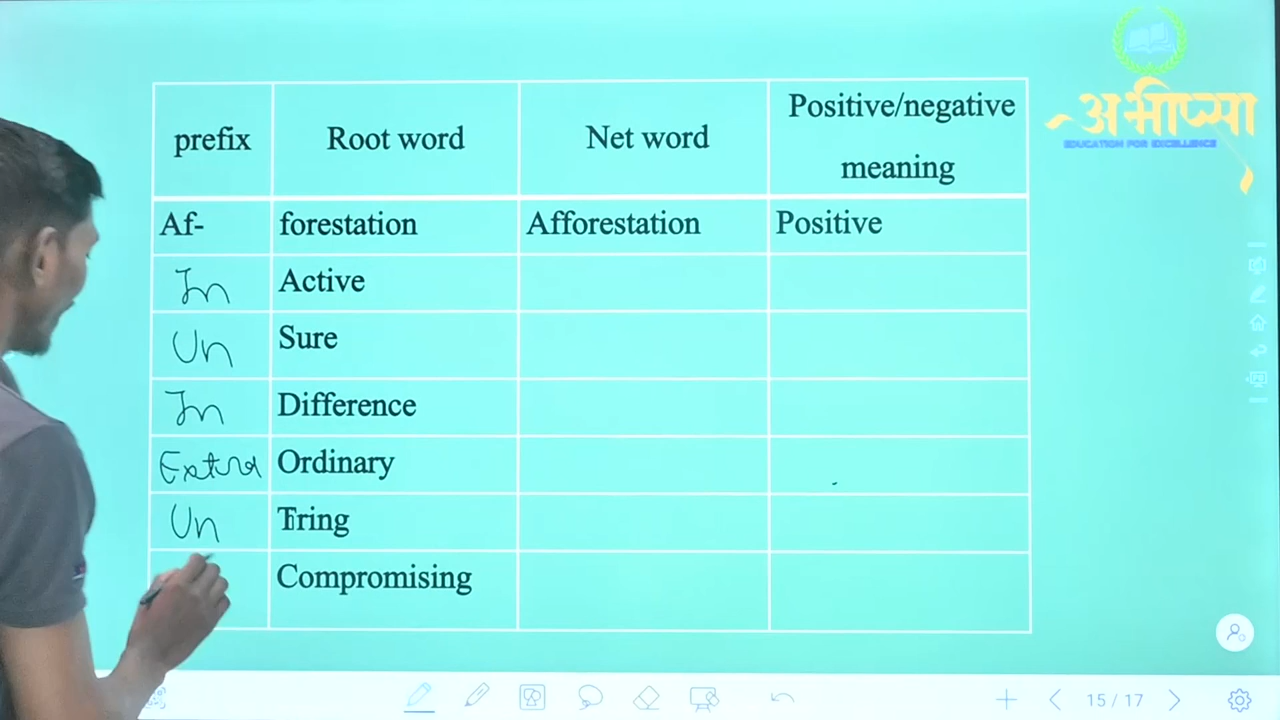 prefix Root word Net word Positive/negative meaning
Af- forestation Afforestation Positive
In Active
Un Sure
In Difference
Extra Ordinary
Un Tiring
Compromising
अभीप्सा
EDUCATION FOR EXCELLENCE
15 / 17